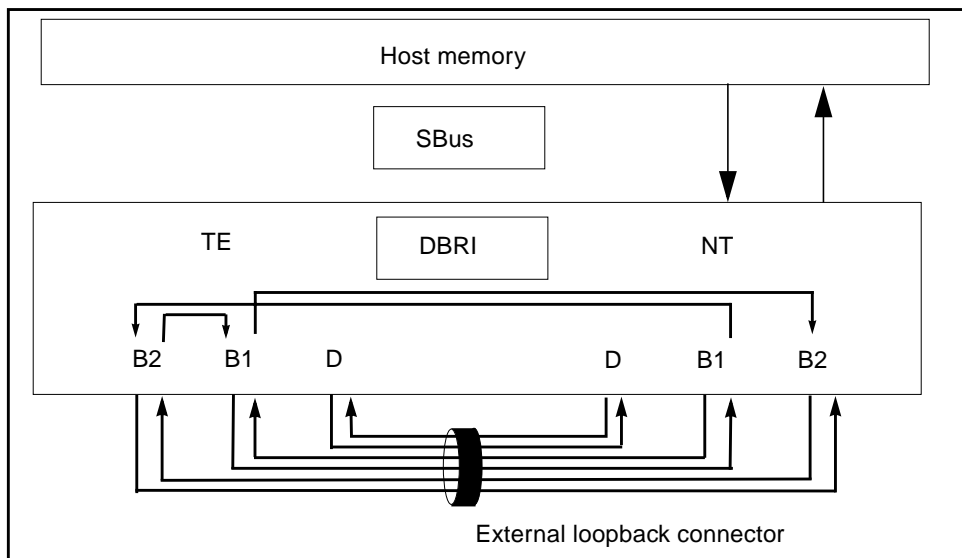 Host memory
SBus
TE
DBRI
NT
B2
B1
D
D
B1
B2
External loopback connector